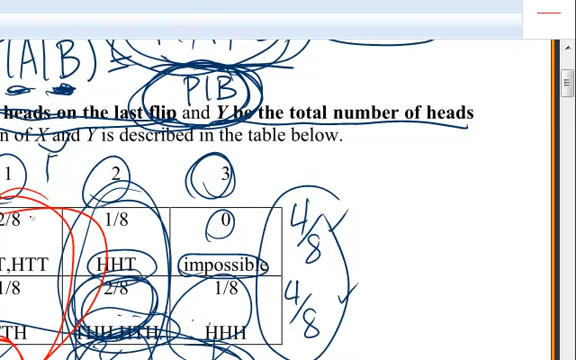 (A|B) =
P(B
heads on the last flip and Y be the total number of heads
n of X and Y is described in the table below.
1 2 3
2/8 1/8 0 4/8
T,HTT HHT impossible
1/8 2/8 1/8 4/8
TH THH,HTH HHH